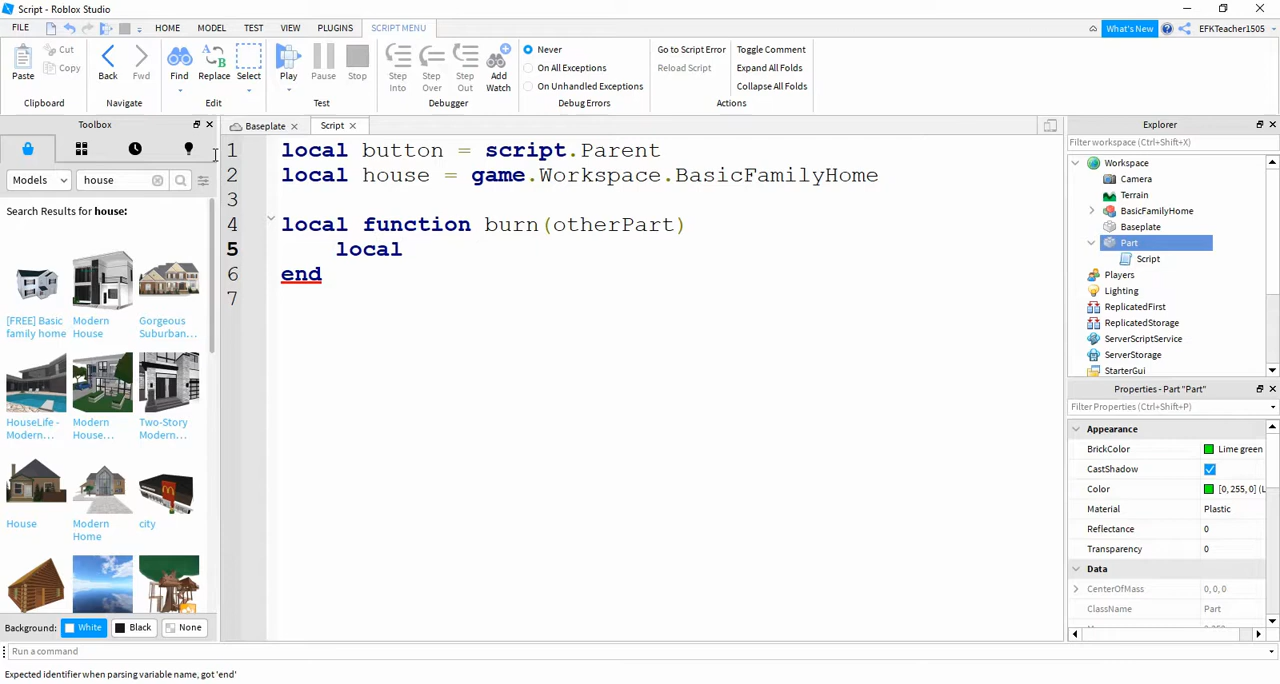 Script - Roblox Studio
FILE HOME MODEL TEST VIEW PLUGINS SCRIPT MENU What's New EFKTeacher1505
Paste Cut Copy Back Fwd Find Replace Select Play Pause Stop Step Into Step Over Step Out Add Watch
Never
On All Exceptions
On Unhandled Exceptions
Go to Script Error
Reload Script
Toggle Comment
Expand All Folds
Collapse All Folds
Clipboard Navigate Edit Test Debugger Debug Errors Actions
Toolbox
Models house
Search Results for house:
[FREE] Basic family home
Modern House
Gorgeous Suburban...
HouseLife - Modern...
Modern House...
Two-Story Modern...
House
Modern Home
city
Background: White Black None
Baseplate Script
1 local button = script.Parent
2 local house = game.Workspace.BasicFamilyHome
3
4 local function burn(otherPart)
5 local
6 end
7
Explorer
Filter workspace (Ctrl+Shift+X)
Workspace
Camera
Terrain
BasicFamilyHome
Baseplate
Part
Script
Players
Lighting
ReplicatedFirst
ReplicatedStorage
ServerScriptService
ServerStorage
StarterGui
Properties - Part "Part"
Filter Properties (Ctrl+Shift+P)
Appearance
BrickColor Lime green
CastShadow
Color [0, 255, 0] (L
Material Plastic
Reflectance 0
Transparency 0
Data
CenterOfMass 0, 0, 0
ClassName Part
Run a command
Expected identifier when parsing variable name, got 'end'